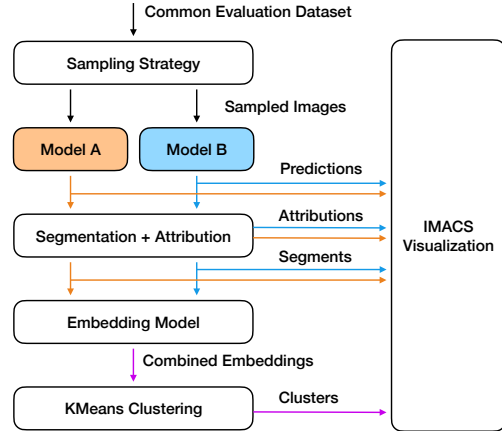 Common Evaluation Dataset
Sampling Strategy
Sampled Images
Model A
Model B
Predictions
Attributions
Segmentation + Attribution
IMACS
Visualization
Segments
Embedding Model
Combined Embeddings
Clusters
KMeans Clustering